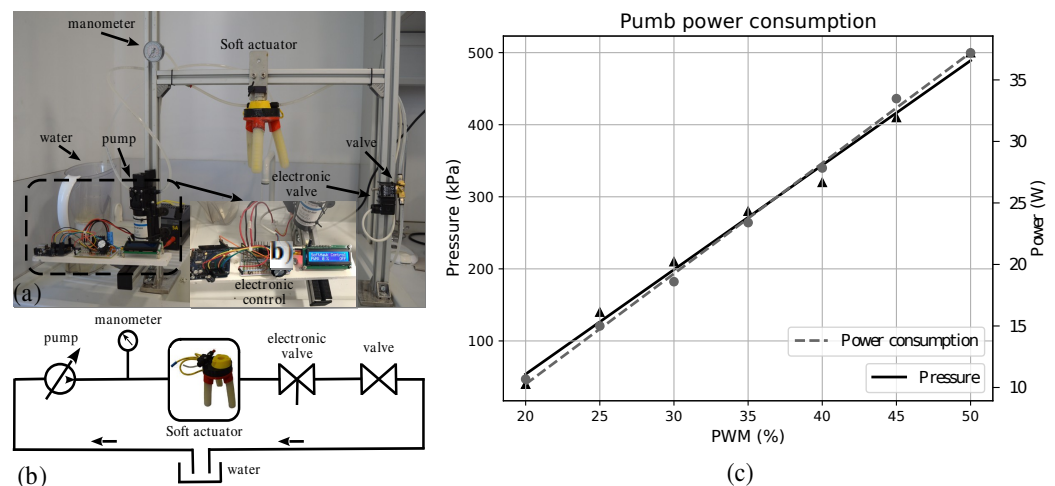 manometer
Soft actuator
water
pump
valve
electronic
valve
b
electronic
control
(a)
manometer
pump
electronic
valve
valve
Soft actuator
water
(b)
Pumb power consumption
Pressure (kPa)
500
400
300
200
100
35
30
25
20
15
10
Power (W)
Power consumption
Pressure
20 25 30 35 40 45 50
PWM (%)
(c)